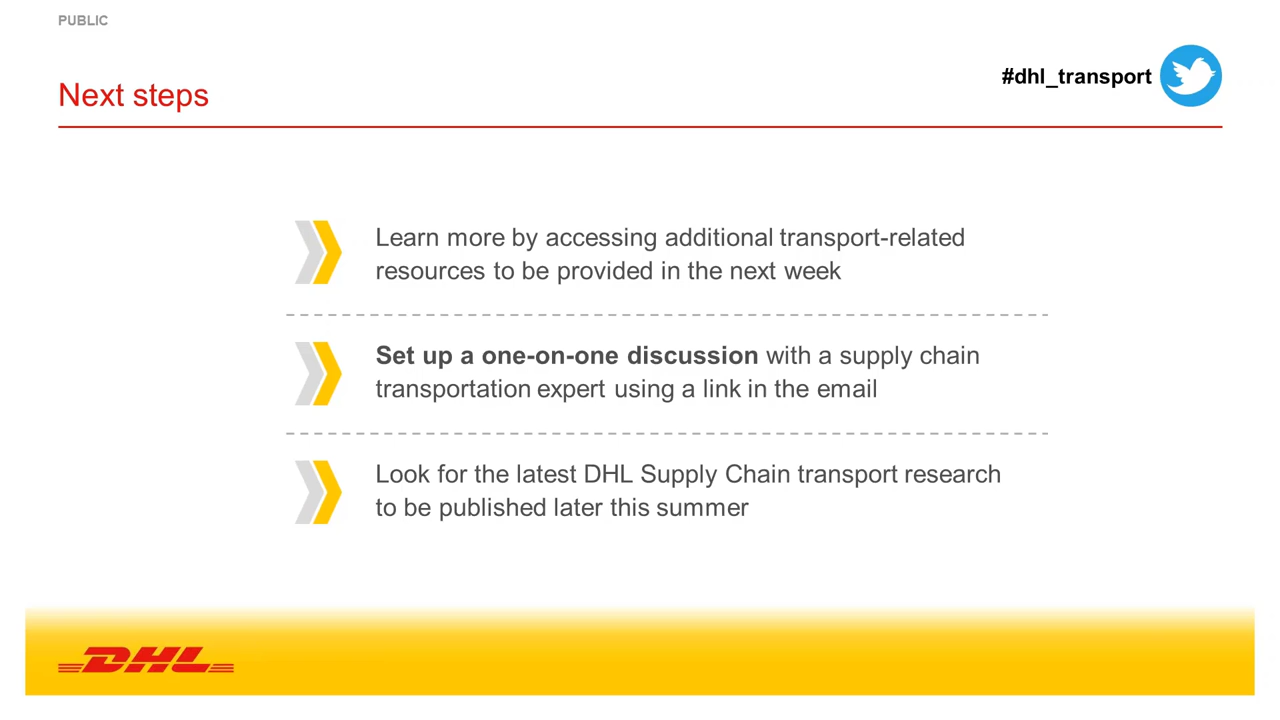 PUBLIC
#dhl_transport
Next steps
Learn more by accessing additional transport-related
resources to be provided in the next week
Set up a one-on-one discussion with a supply chain
transportation expert using a link in the email
Look for the latest DHL Supply Chain transport research
to be published later this summer
DHL